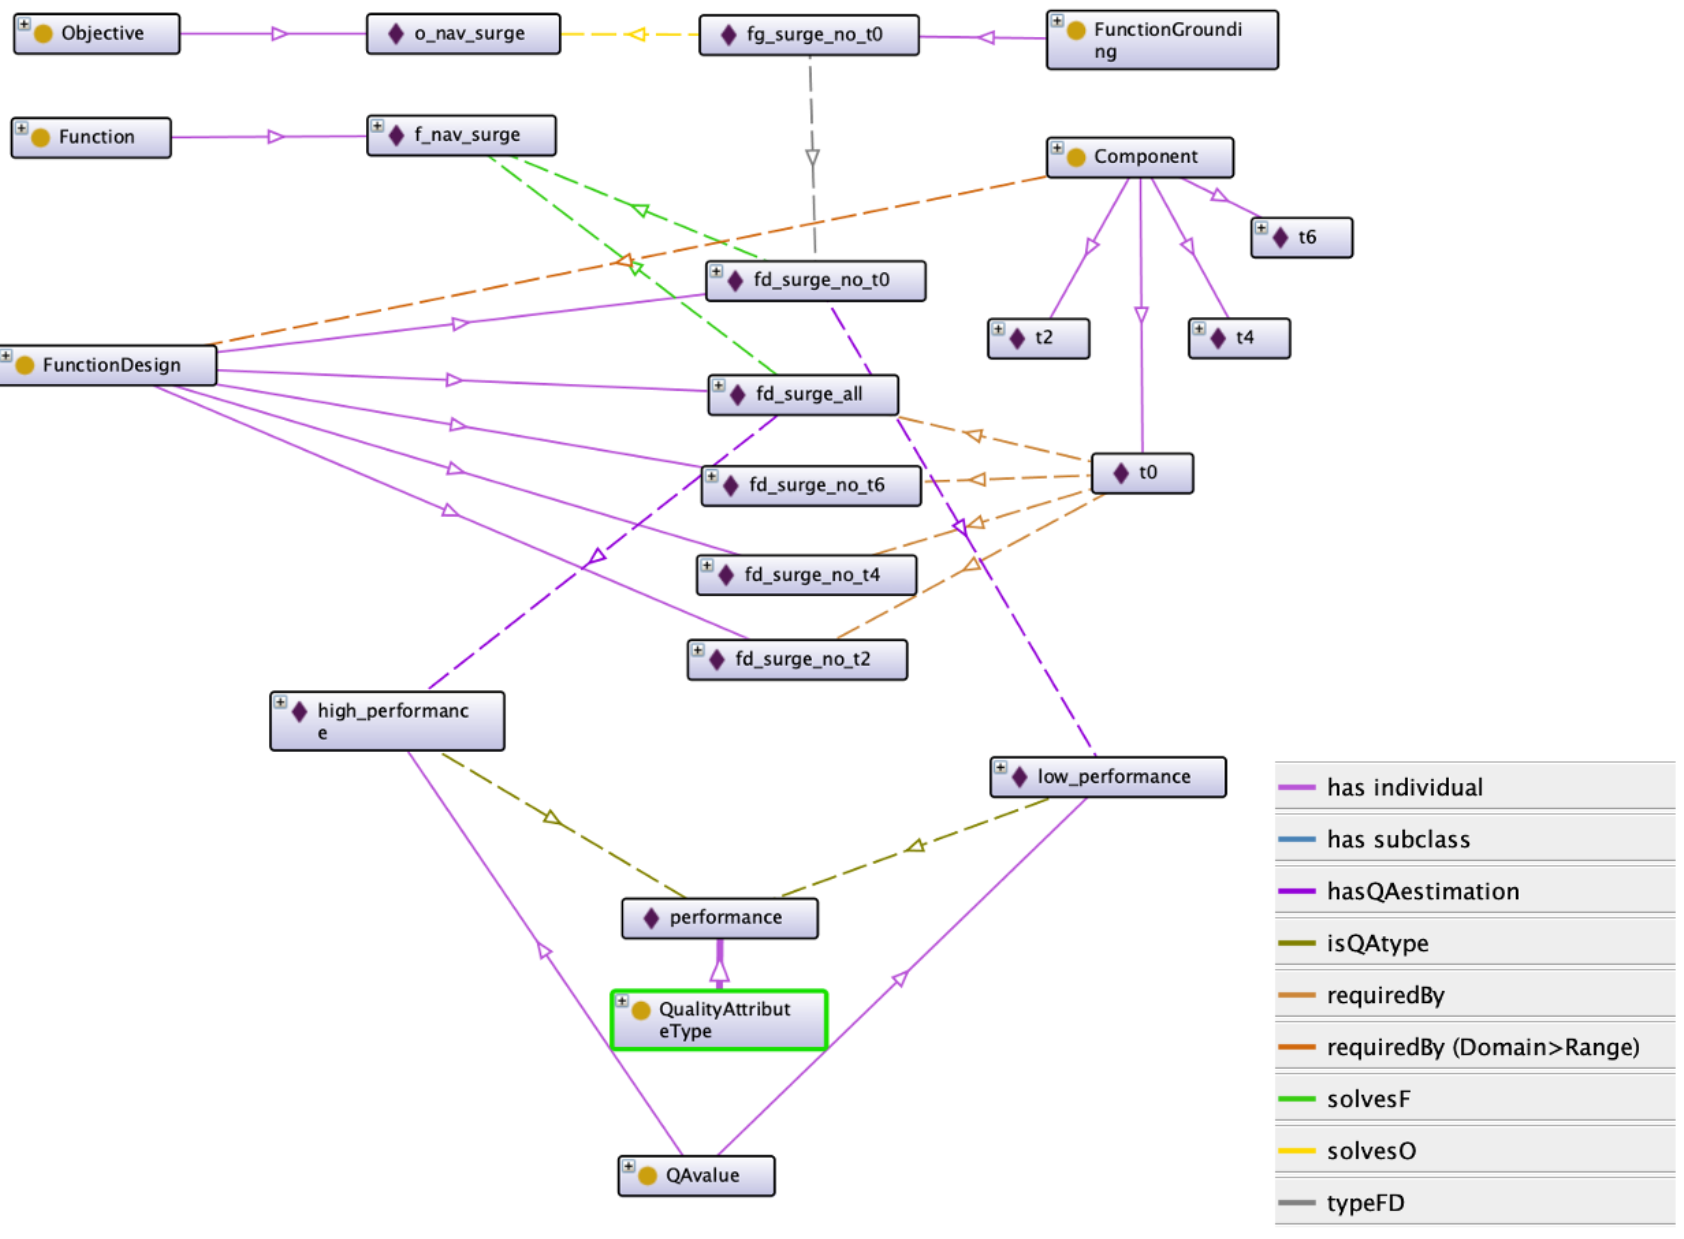 Objective
o_nav_surge
fg_surge_no_t0
FunctionGroundi
ng
Function
f_nav_surge
Component
t6
fd_surge_no_t0
t2
t4
FunctionDesign
fd_surge_all
t0
fd_surge_no_t6
fd_surge_no_t4
fd_surge_no_t2
high_performanc
e
low_performance
performance
QualityAttribut
eType
QAvalue
has individual
has subclass
hasQAestimation
isQAtype
requiredBy
requiredBy (Domain>Range)
solvesF
solvesO
typeFD